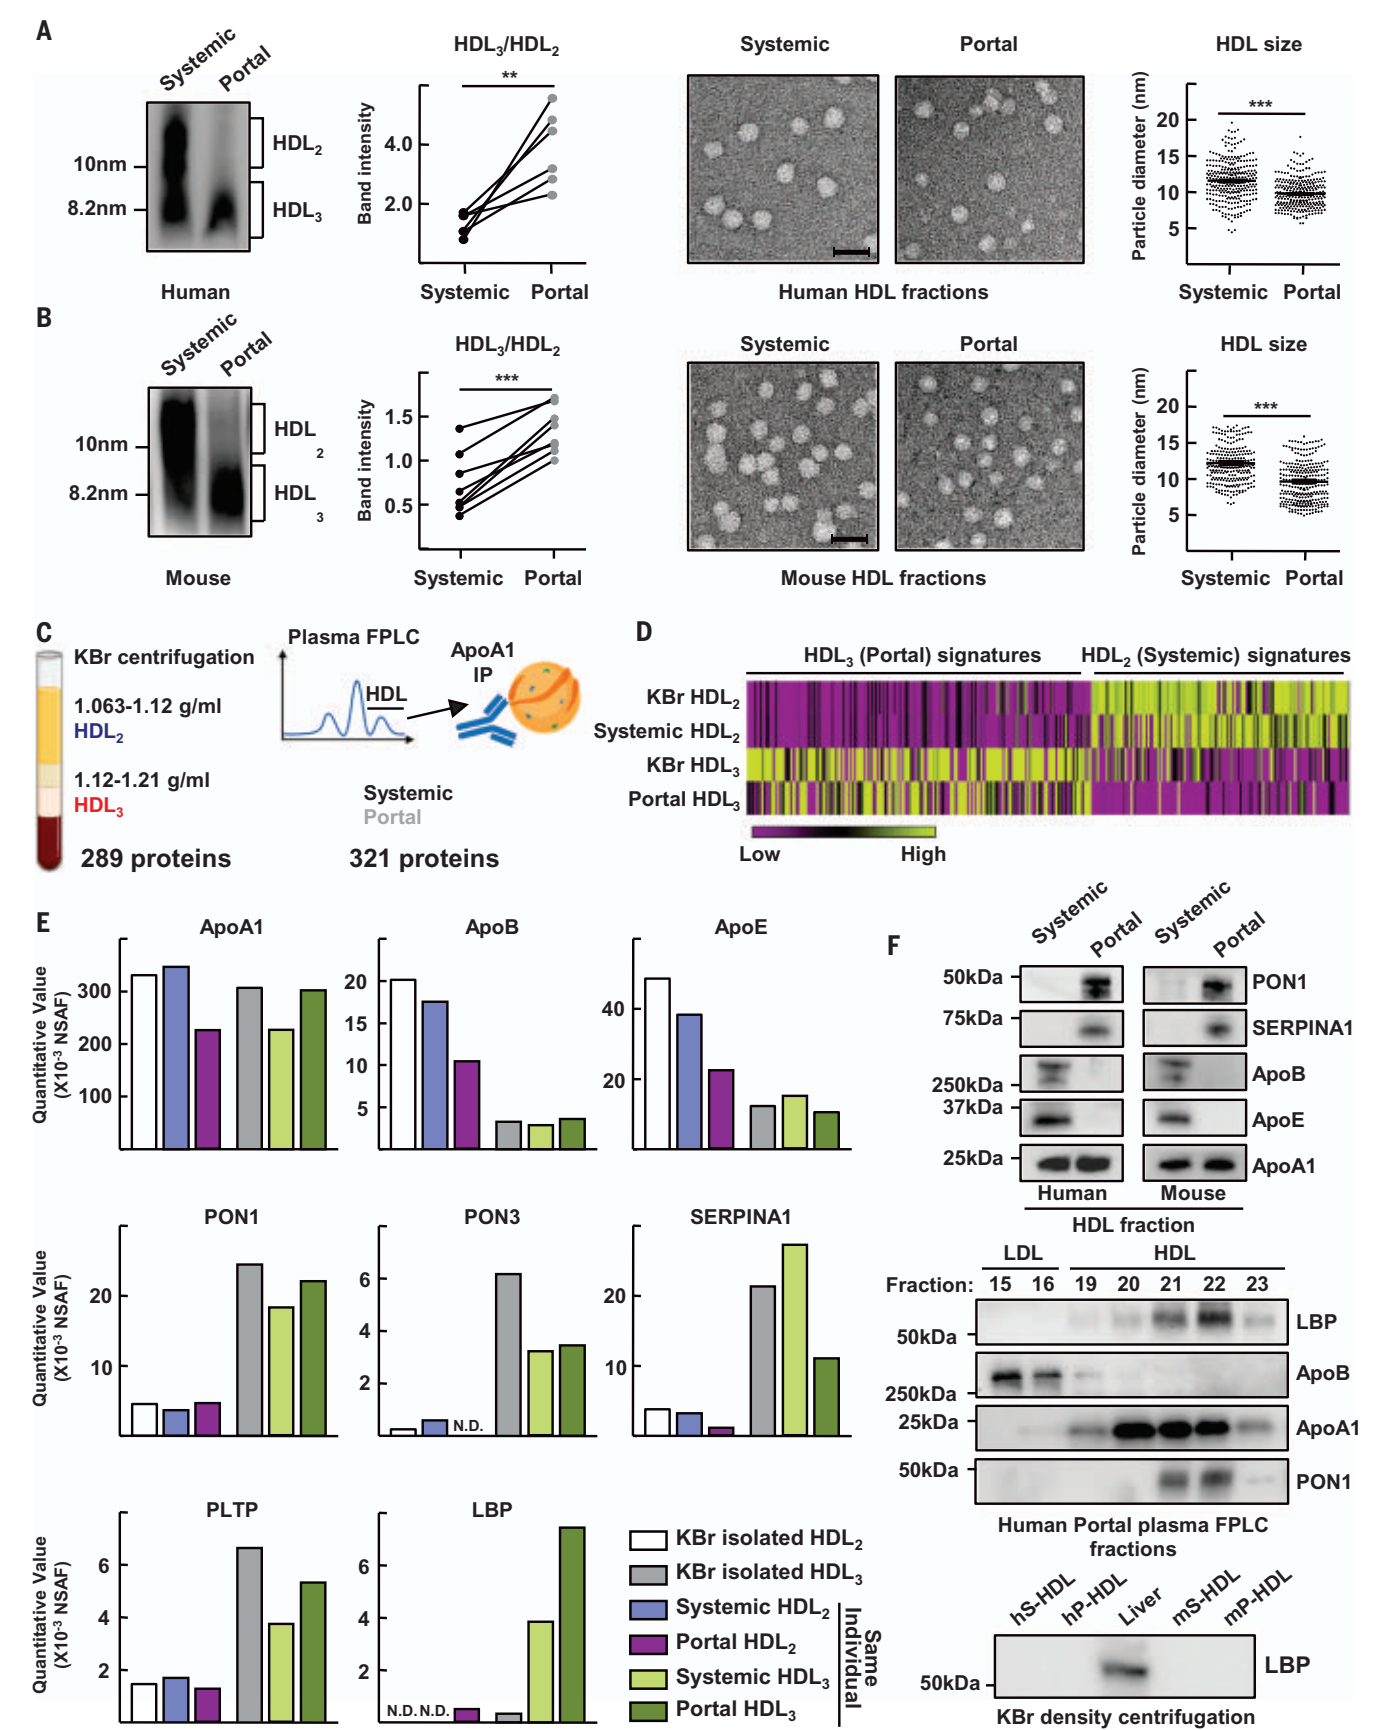 A
Systemic
Portal
10nm
8.2nm
HDL2
HDL3
Human
HDL3/HDL2
**
Band intensity
4.0
2.0
Systemic Portal
Systemic
Portal
Human HDL fractions
HDL size
***
Particle diameter (nm)
20
15
10
5
Systemic Portal
B
Systemic
Portal
10nm
8.2nm
HDL
2
HDL
3
Mouse
HDL3/HDL2
***
Band intensity
1.5
1.0
0.5
Systemic Portal
Systemic
Portal
Mouse HDL fractions
HDL size
***
Particle diameter (nm)
20
15
10
5
Systemic Portal
C
KBr centrifugation
1.063-1.12 g/ml
HDL2
1.12-1.21 g/ml
HDL3
289 proteins
Plasma FPLC
HDL
ApoA1
IP
Systemic
Portal
321 proteins
D
HDL3 (Portal) signatures
HDL2 (Systemic) signatures
KBr HDL2
Systemic HDL2
KBr HDL3
Portal HDL3
Low
High
E
ApoA1
Quantitative Value
(X10-3 NSAF)
300
200
100
ApoB
20
15
10
5
ApoE
40
20
PON1
Quantitative Value
(X10-3 NSAF)
20
10
PON3
6
4
2
N.D.
SERPINA1
20
10
PLTP
Quantitative Value
(X10-3 NSAF)
6
4
2
LBP
6
4
2
N.D. N.D.
KBr isolated HDL2
KBr isolated HDL3
Systemic HDL2
Portal HDL2
Systemic HDL3
Portal HDL3
Same
Individual
F
Systemic
Portal
Systemic
Portal
50kDa
PON1
75kDa
SERPINA1
250kDa
ApoB
37kDa
ApoE
25kDa
ApoA1
Human
Mouse
HDL fraction
LDL
HDL
Fraction: 15 16 19 20 21 22 23
50kDa
LBP
250kDa
ApoB
25kDa
ApoA1
50kDa
PON1
Human Portal plasma FPLC
fractions
hS-HDL
hP-HDL
Liver
mS-HDL
mP-HDL
50kDa
LBP
KBr density centrifugation